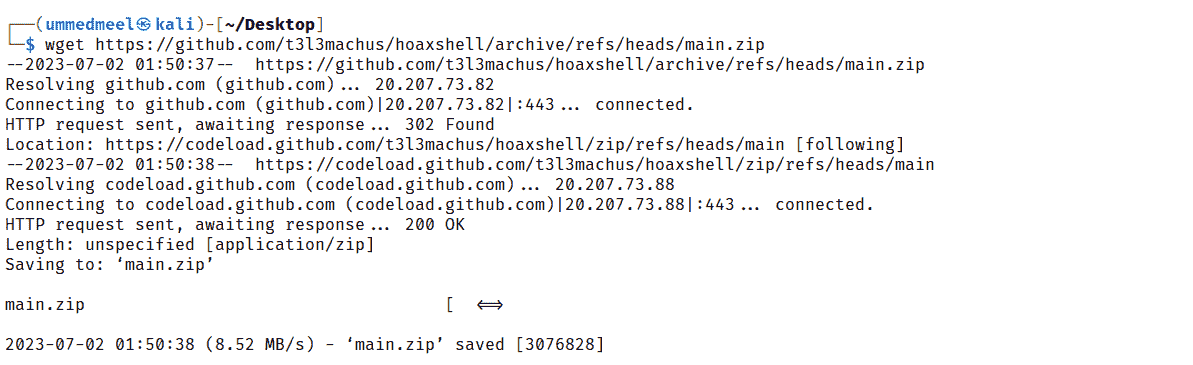 ┌──(ummedmeel㉿kali)-[~/Desktop]
└─$ wget https://github.com/t3l3machus/hoaxshell/archive/refs/heads/main.zip
--2023-07-02 01:50:37--  https://github.com/t3l3machus/hoaxshell/archive/refs/heads/main.zip
Resolving github.com (github.com)... 20.207.73.82
Connecting to github.com (github.com)|20.207.73.82|:443... connected.
HTTP request sent, awaiting response... 302 Found
Location: https://codeload.github.com/t3l3machus/hoaxshell/zip/refs/heads/main [following]
--2023-07-02 01:50:38--  https://codeload.github.com/t3l3machus/hoaxshell/zip/refs/heads/main
Resolving codeload.github.com (codeload.github.com)... 20.207.73.88
Connecting to codeload.github.com (codeload.github.com)|20.207.73.88|:443... connected.
HTTP request sent, awaiting response... 200 OK
Length: unspecified [application/zip]
Saving to: ‘main.zip’
main.zip                                    [  <=>
2023-07-02 01:50:38 (8.52 MB/s) - ‘main.zip’ saved [3076828]